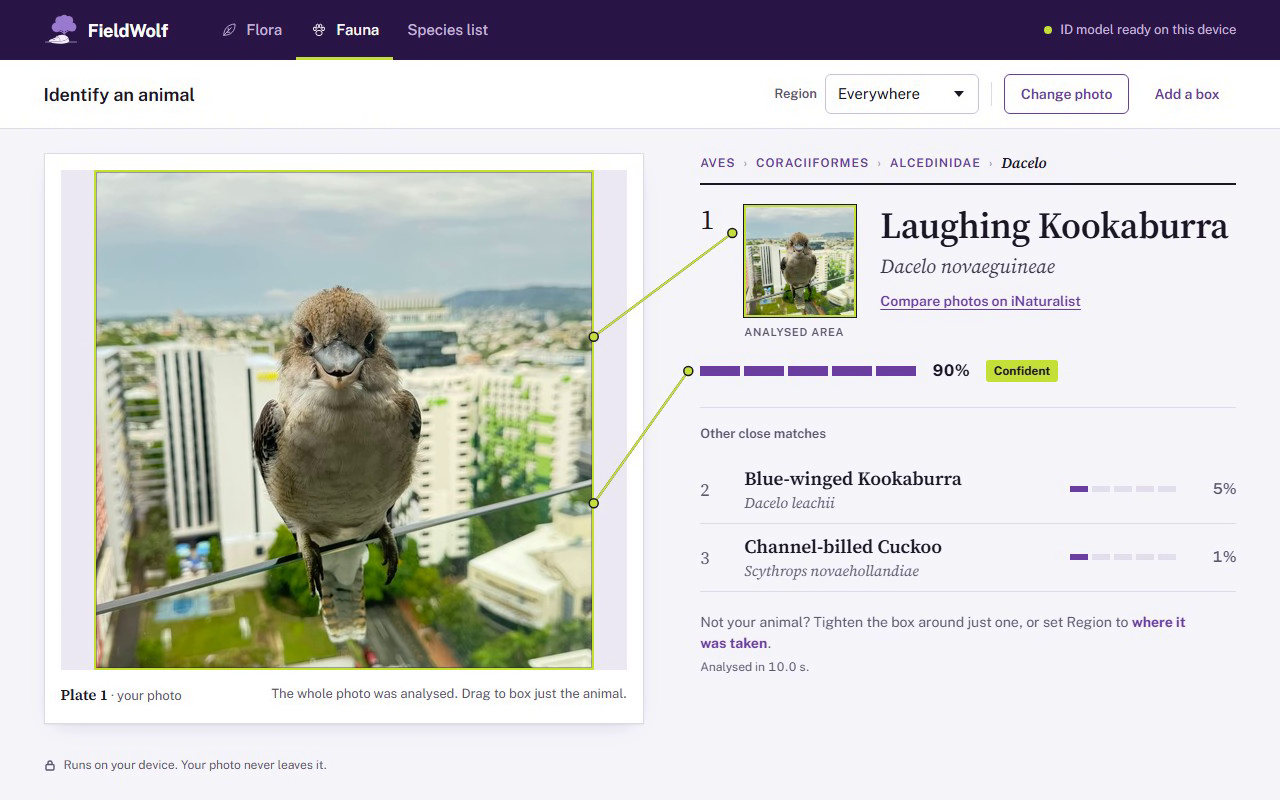 FieldWolf
Flora
Fauna
Species list
ID model ready on this device
Identify an animal
Region
Everywhere
Change photo
Add a box
AVES › CORACIIFORMES › ALCEDINIDAE › Dacelo
1
Laughing Kookaburra
Dacelo novaeguineae
Compare photos on iNaturalist
ANALYSED AREA
90%
Confident
Other close matches
2
Blue-winged Kookaburra
Dacelo leachii
5%
3
Channel-billed Cuckoo
Scythrops novaehollandiae
1%
Not your animal? Tighten the box around just one, or set Region to where it
was taken.
Analysed in 10.0 s.
Plate 1 · your photo
The whole photo was analysed. Drag to box just the animal.
Runs on your device. Your photo never leaves it.